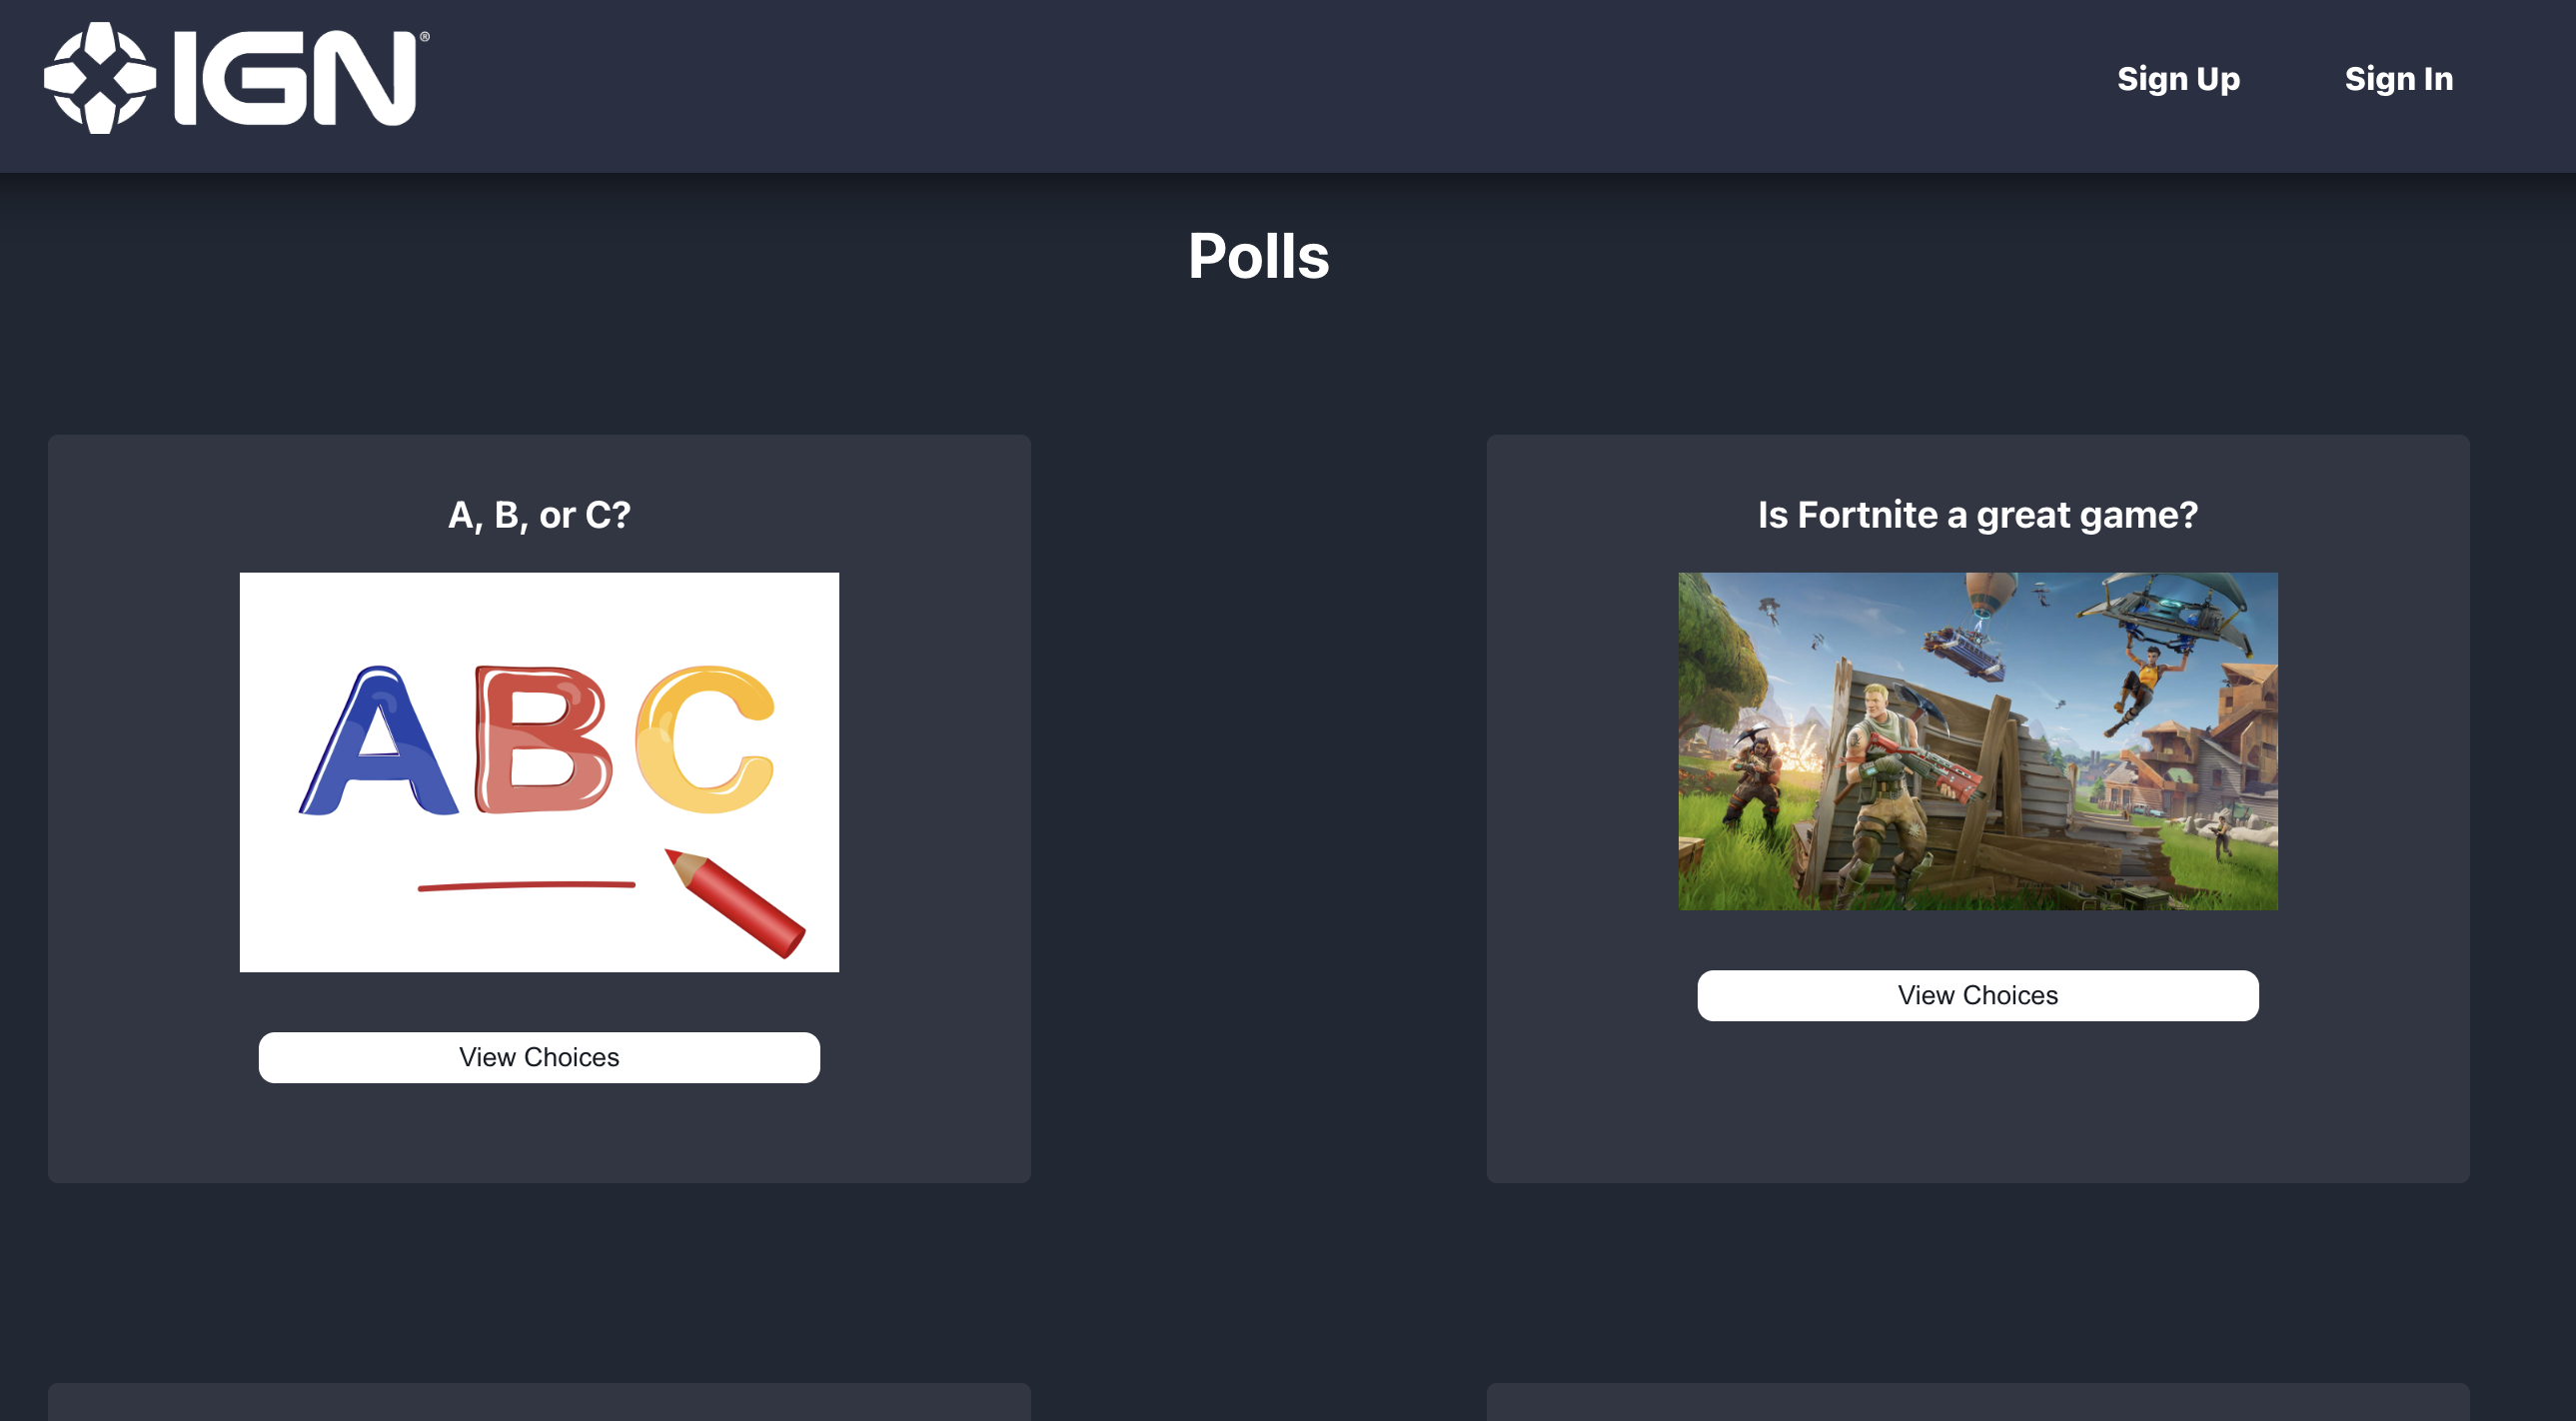 IGN®
Sign Up
Sign In
Polls
A, B, or C?
ABC
View Choices
Is Fortnite a great game?
View Choices